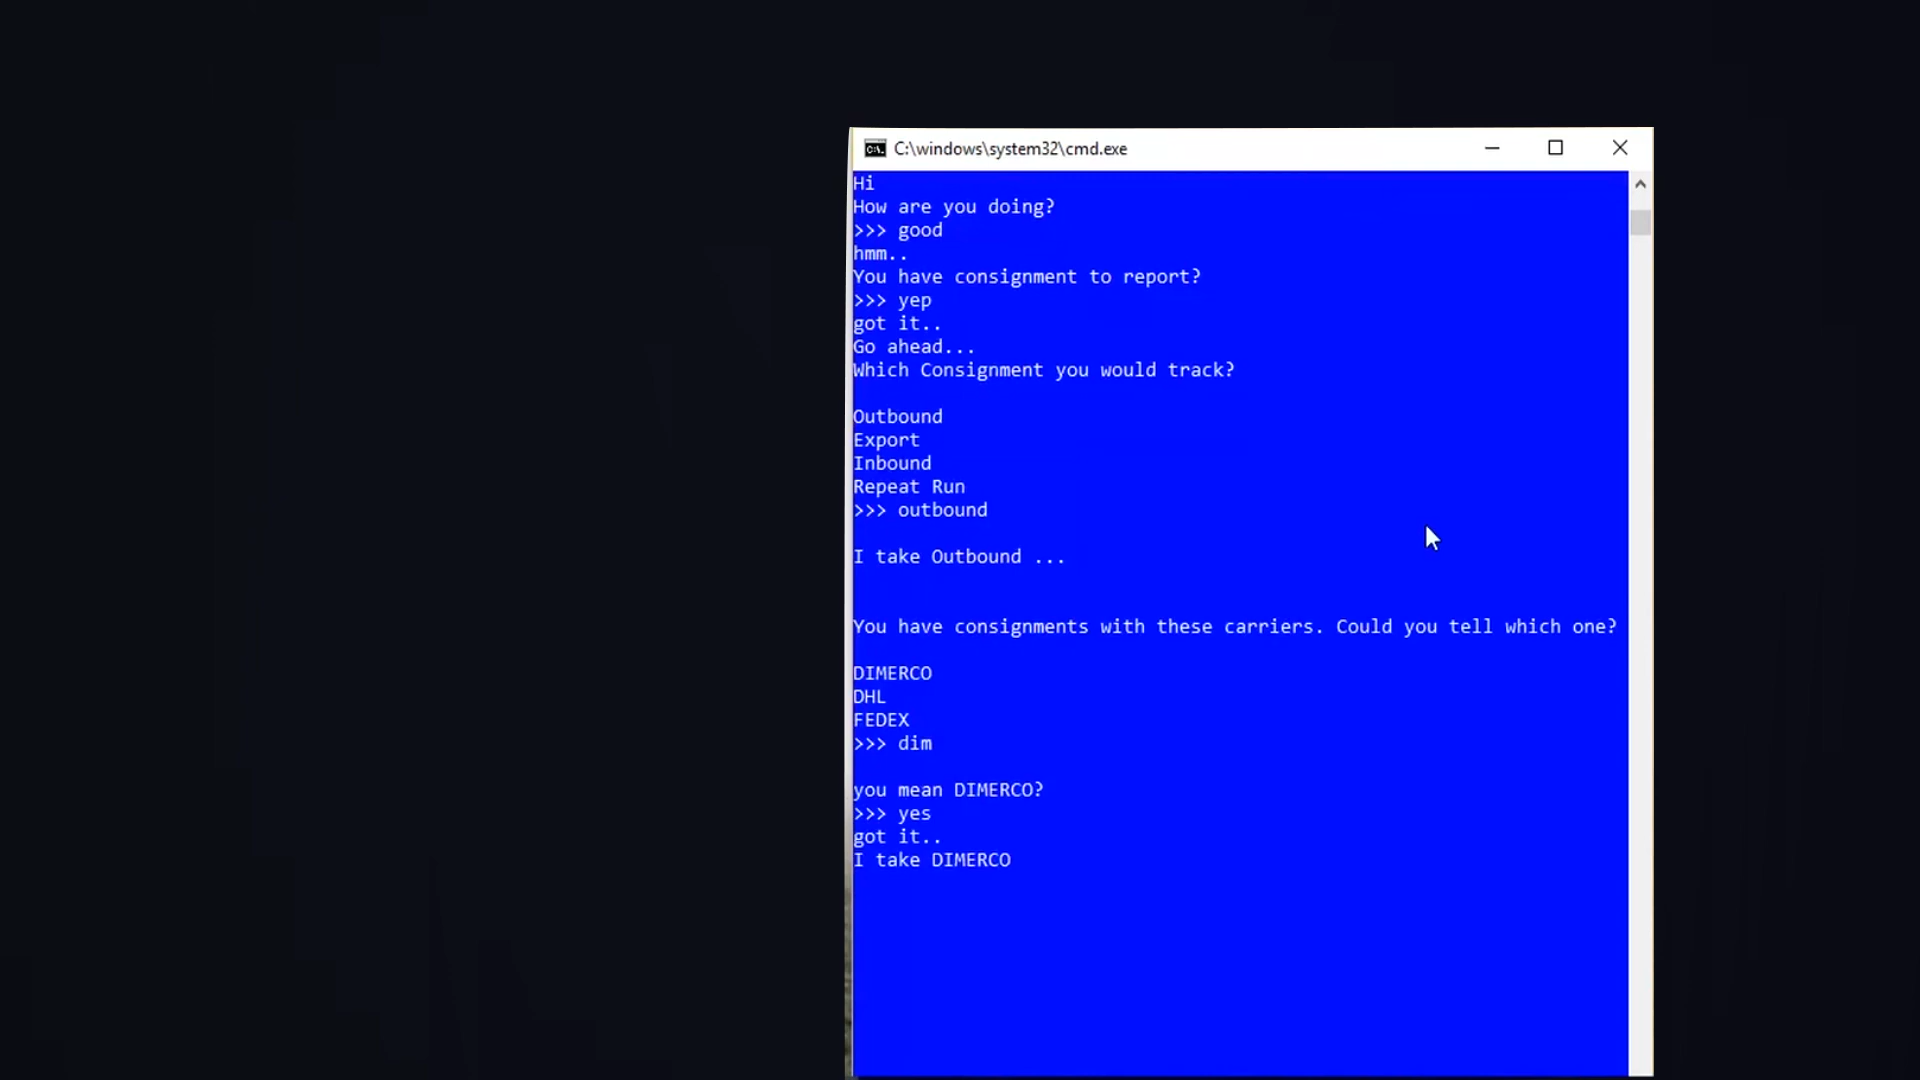 C:\windows\system32\cmd.exe
Hi
How are you doing?
>>> good
hmm..
You have consignment to report?
>>> yep
got it..
Go ahead...
Which Consignment you would track?
Outbound
Export
Inbound
Repeat Run
>>> outbound
I take Outbound ...
You have consignments with these carriers. Could you tell which one?
DIMERCO
DHL
FEDEX
>>> dim
you mean DIMERCO?
>>> yes
got it..
I take DIMERCO